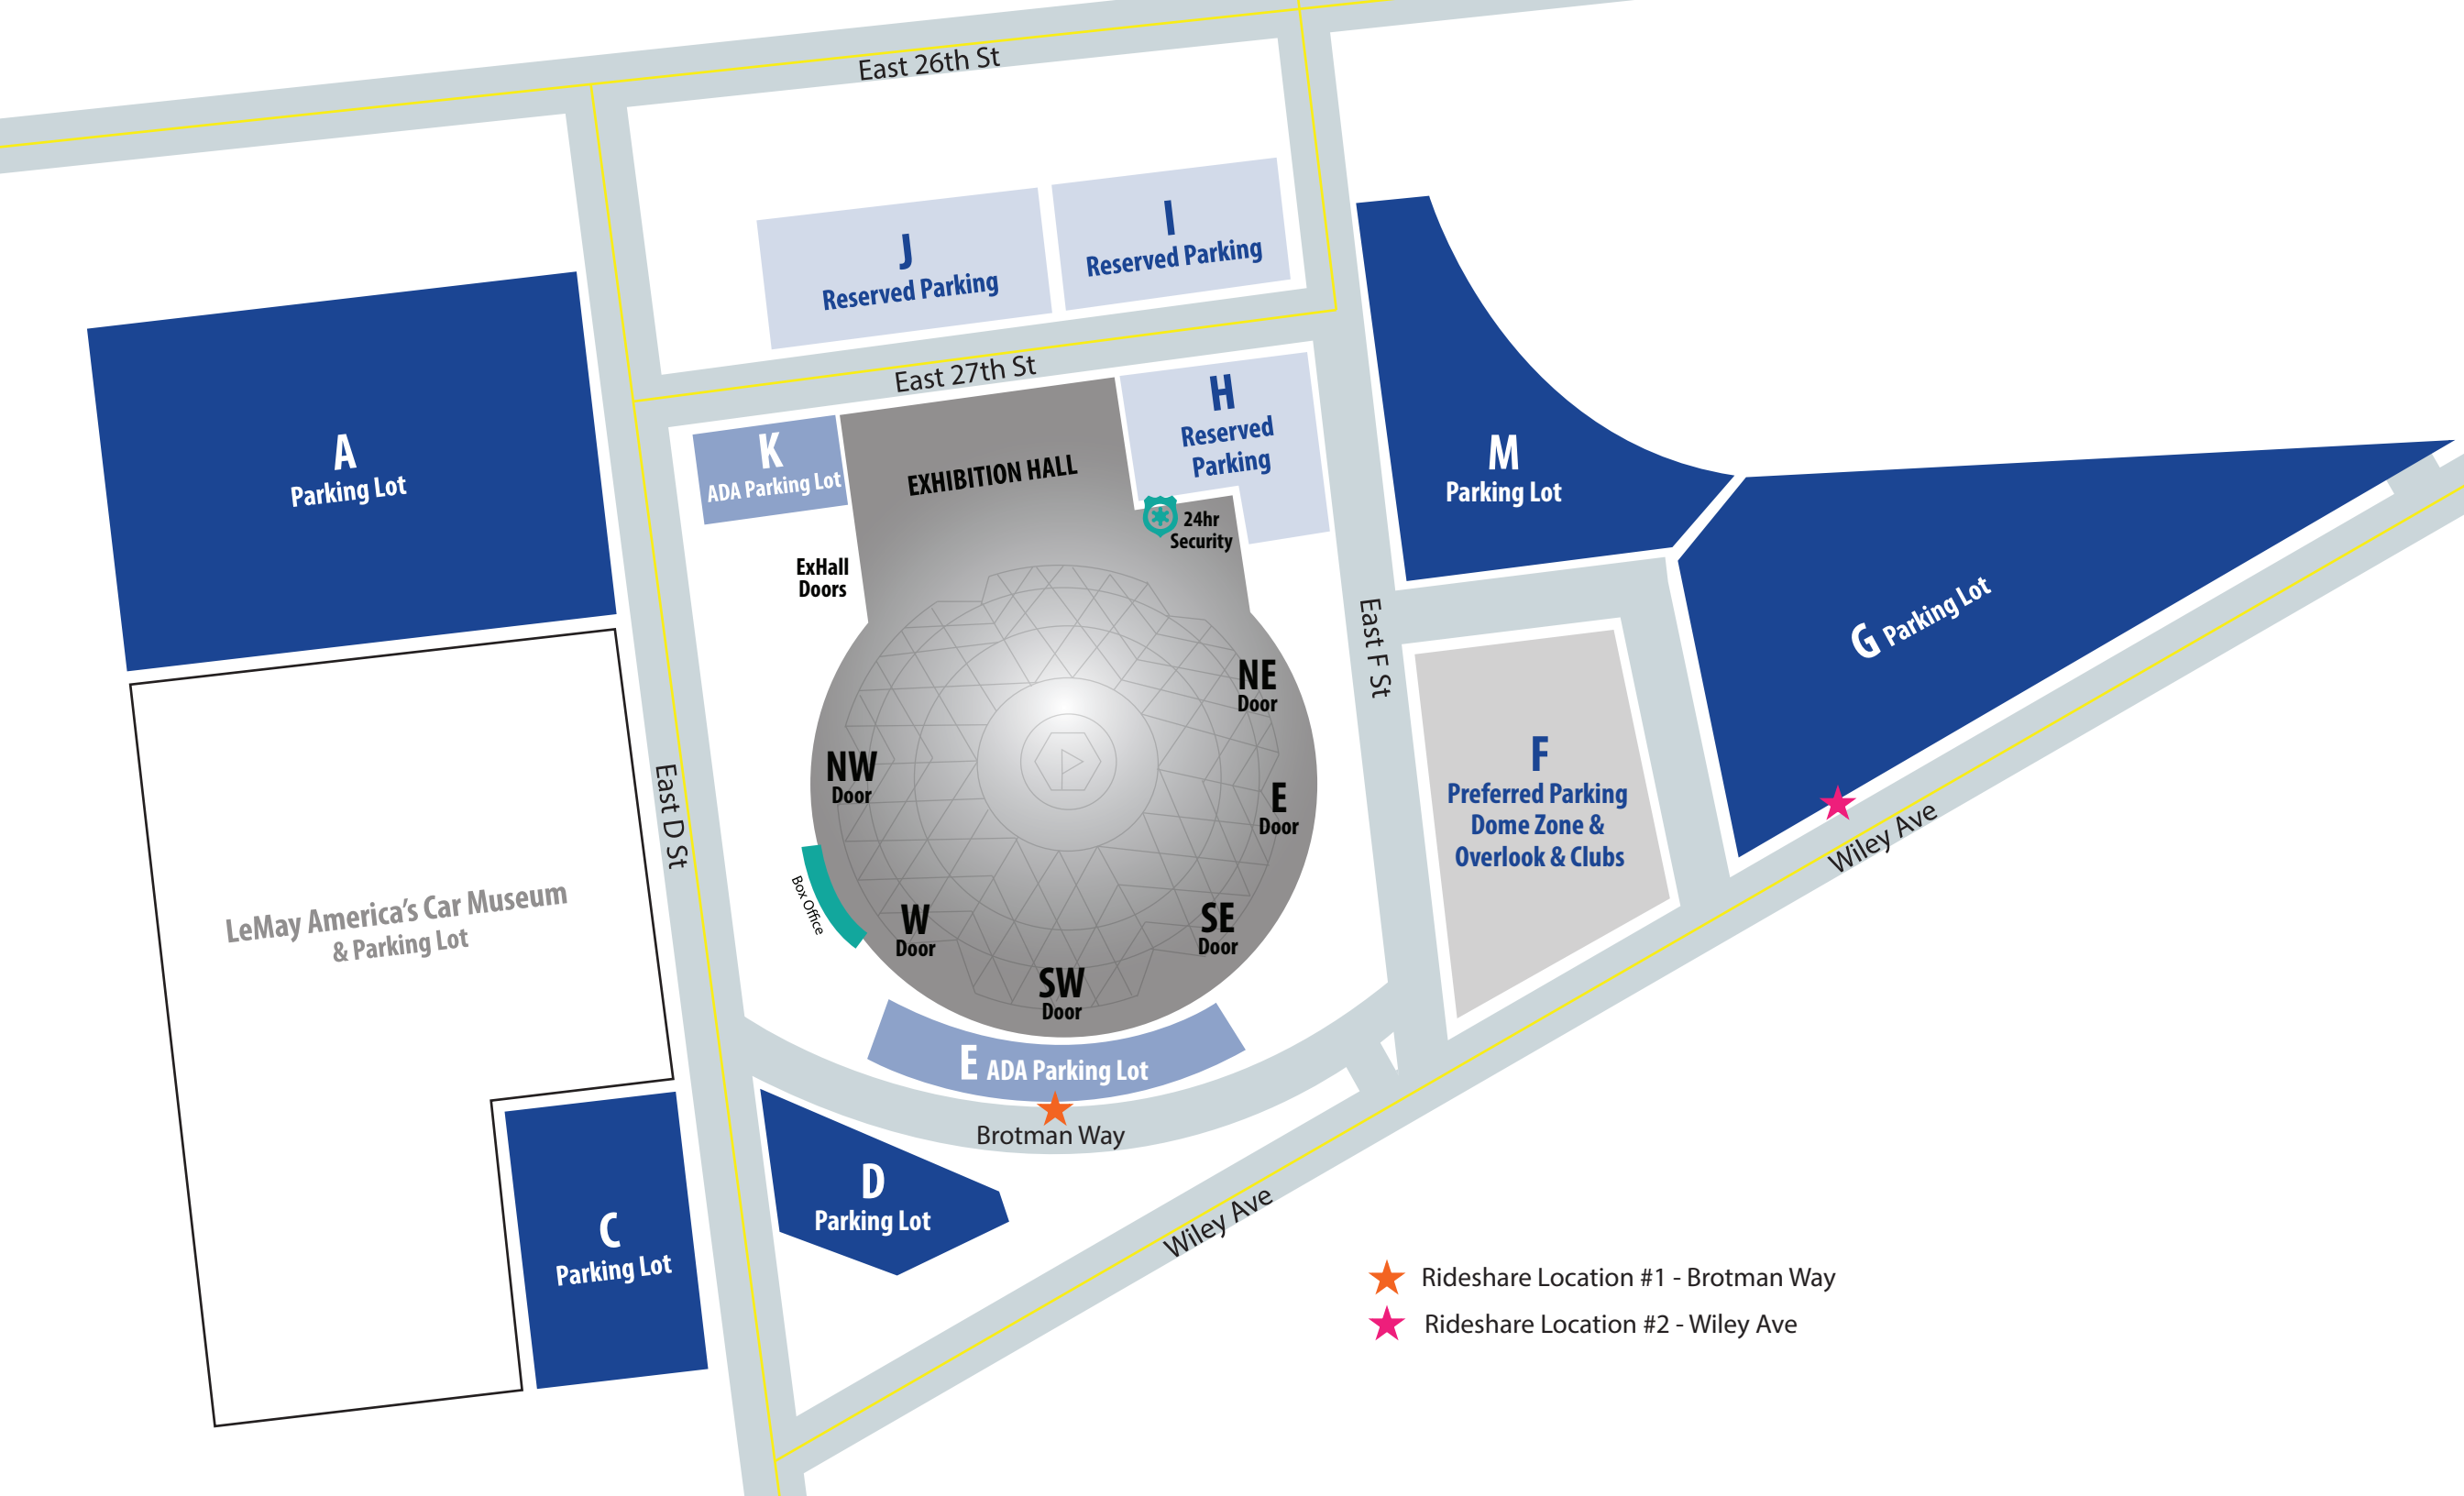 East 26th St
J
Reserved Parking
I
Reserved Parking
East 27th St
A
Parking Lot
K
ADA Parking Lot
EXHIBITION HALL
H
Reserved
Parking
24hr
Security
ExHall
Doors
M
Parking Lot
G Parking Lot
East F St
NE
Door
NW
Door
E
Door
East D St
F
Preferred Parking
Dome Zone &
Overlook & Clubs
Wiley Ave
LeMay America's Car Museum
& Parking Lot
Box Office
W
Door
SE
Door
SW
Door
E ADA Parking Lot
Brotman Way
D
Parking Lot
C
Parking Lot
Wiley Ave
Rideshare Location #1 - Brotman Way
Rideshare Location #2 - Wiley Ave